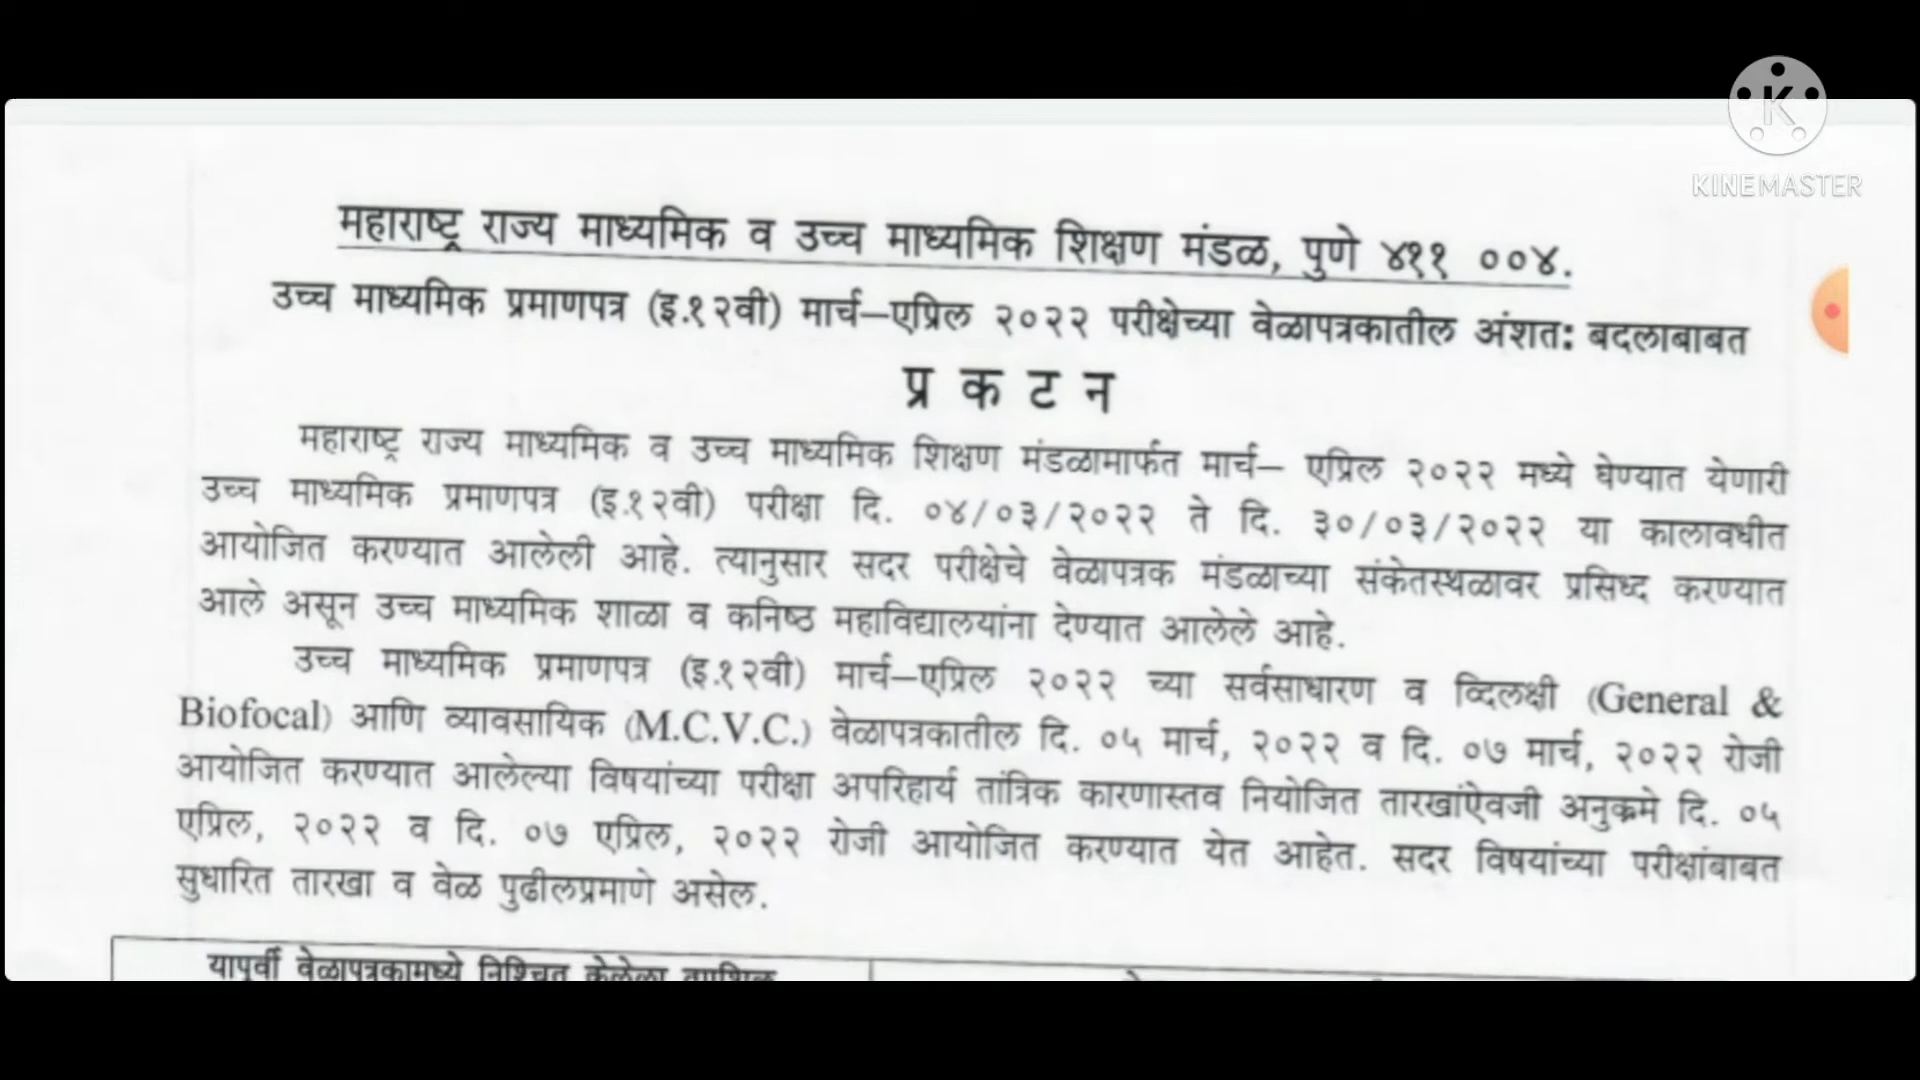 KINEMASTER
महाराष्ट्र राज्य माध्यमिक व उच्च माध्यमिक शिक्षण मंडळ, पुणे ४११ ००४.
उच्च माध्यमिक प्रमाणपत्र (इ.१२वी) मार्च–एप्रिल २०२२ परीक्षेच्या वेळापत्रकातील अंशत: बदलाबाबत
प्र क ट न
महाराष्ट्र राज्य माध्यमिक व उच्च माध्यमिक शिक्षण मंडळामार्फत मार्च– एप्रिल २०२२ मध्ये घेण्यात येणारी
उच्च माध्यमिक प्रमाणपत्र (इ.१२वी) परीक्षा दि. ०४/०३/२०२२ ते दि. ३०/०३/२०२२ या कालावधीत
आयोजित करण्यात आलेली आहे. त्यानुसार सदर परीक्षेचे वेळापत्रक मंडळाच्या संकेतस्थळावर प्रसिध्द करण्यात
आले असून उच्च माध्यमिक शाळा व कनिष्ठ महाविद्यालयांना देण्यात आलेले आहे.
उच्च माध्यमिक प्रमाणपत्र (इ.१२वी) मार्च–एप्रिल २०२२ च्या सर्वसाधारण व व्दिलक्षी (General &
Biofocal) आणि व्यावसायिक (M.C.V.C.) वेळापत्रकातील दि. ०५ मार्च, २०२२ व दि. ०७ मार्च, २०२२ रोजी
आयोजित करण्यात आलेल्या विषयांच्या परीक्षा अपरिहार्य तांत्रिक कारणास्तव नियोजित तारखांऐवजी अनुक्रमे दि. ०५
एप्रिल, २०२२ व दि. ०७ एप्रिल, २०२२ रोजी आयोजित करण्यात येत आहेत. सदर विषयांच्या परीक्षांबाबत
सुधारित तारखा व वेळ पुढीलप्रमाणे असेल.
यापूर्वी वेळापत्रकामध्ये निश्चित केलेला तपशिल